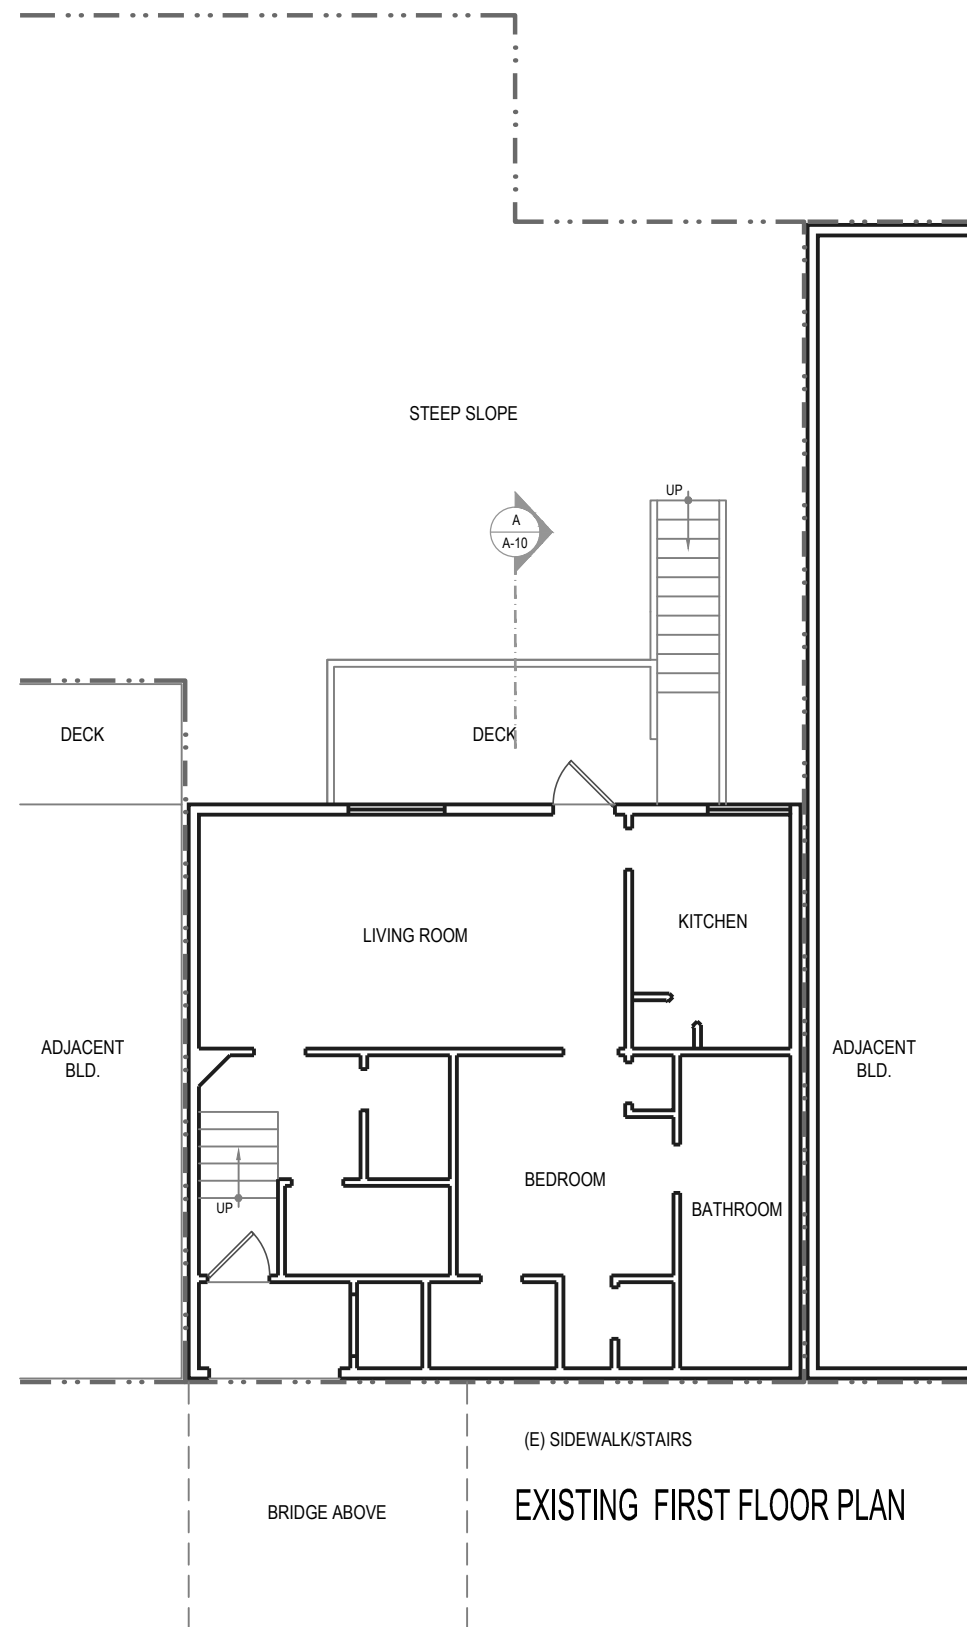 STEEP SLOPE
UP
A
A-10
DECK
DECK
KITCHEN
LIVING ROOM
ADJACENT
BLD.
ADJACENT
BLD.
BEDROOM
UP
BATHROOM
(E) SIDEWALK/STAIRS
EXISTING FIRST FLOOR PLAN
BRIDGE ABOVE